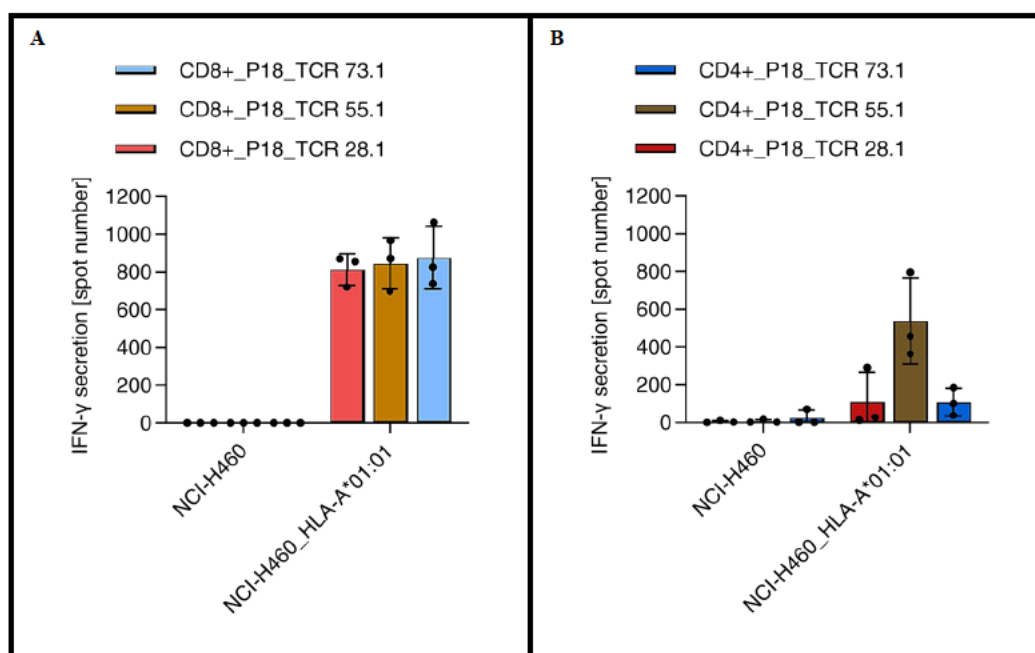 A
CD8+_P18_TCR 73.1
CD8+_P18_TCR 55.1
CD8+_P18_TCR 28.1
IFN-γ secretion [spot number]
1200
1000
800
600
400
200
0
NCI-H460
NCI-H460_HLA-A*01:01
B
CD4+_P18_TCR 73.1
CD4+_P18_TCR 55.1
CD4+_P18_TCR 28.1
IFN-γ secretion [spot number]
1200
1000
800
600
400
200
0
NCI-H460
NCI-H460_HLA-A*01:01